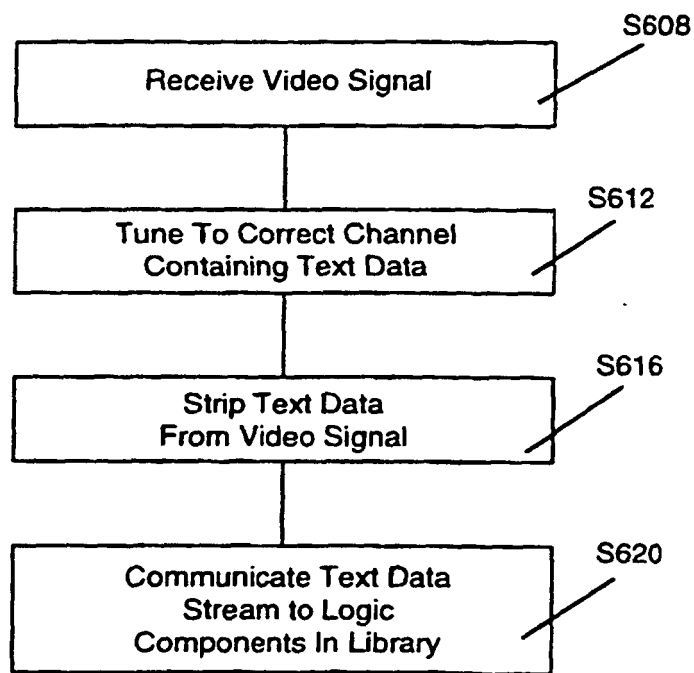 S608
Receive Video Signal
S612
Tune To Correct Channel
Containing Text Data
S616
Strip Text Data
From Video Signal
S620
Communicate Text Data
Stream to Logic
Components In Library